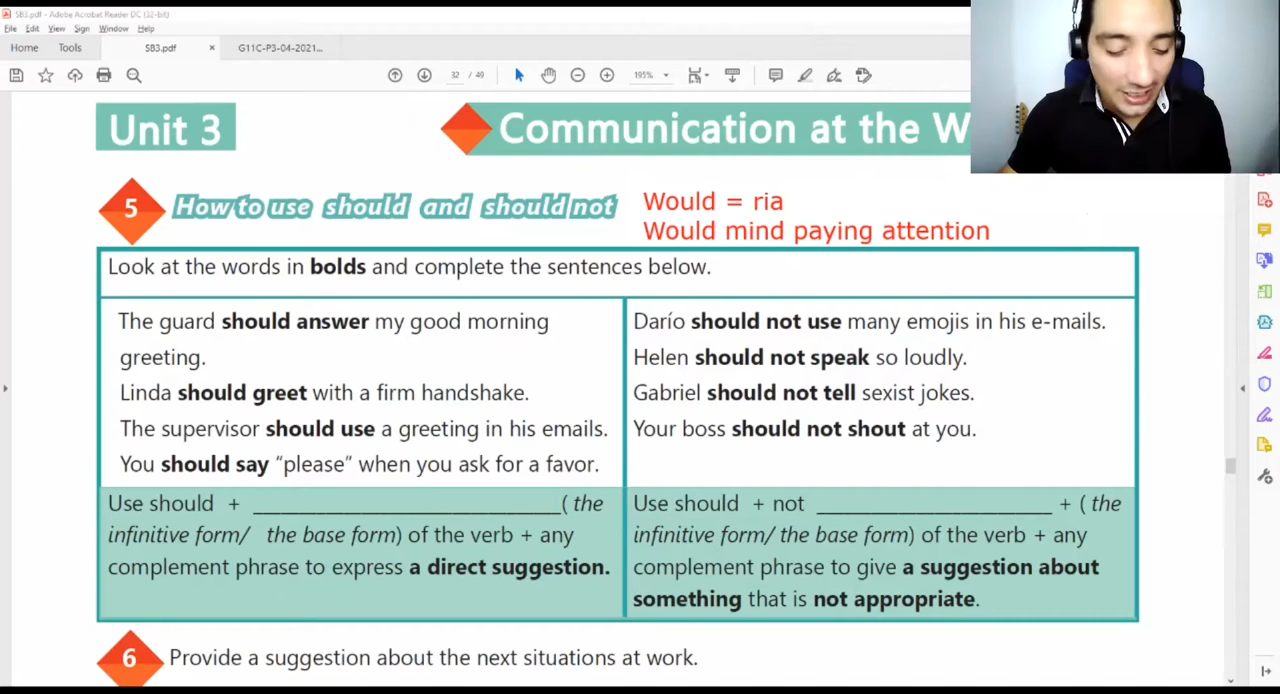 SB3.pdf - Adobe Acrobat Reader DC (32-bit)
File Edit View Sign Window Help
Home Tools SB3.pdf × G11C-P3-04-2021...
32 / 49 195%
Unit 3 Communication at the W
5 How to use should and should not
Would = ria
Would mind paying attention
Look at the words in bolds and complete the sentences below.
The guard should answer my good morning
greeting.
Linda should greet with a firm handshake.
The supervisor should use a greeting in his emails.
You should say “please” when you ask for a favor.
Darío should not use many emojis in his e-mails.
Helen should not speak so loudly.
Gabriel should not tell sexist jokes.
Your boss should not shout at you.
Use should + ____________________________( the
infinitive form/ the base form) of the verb + any
complement phrase to express a direct suggestion.
Use should + not _____________________ + ( the
infinitive form/ the base form) of the verb + any
complement phrase to give a suggestion about
something that is not appropriate.
6 Provide a suggestion about the next situations at work.